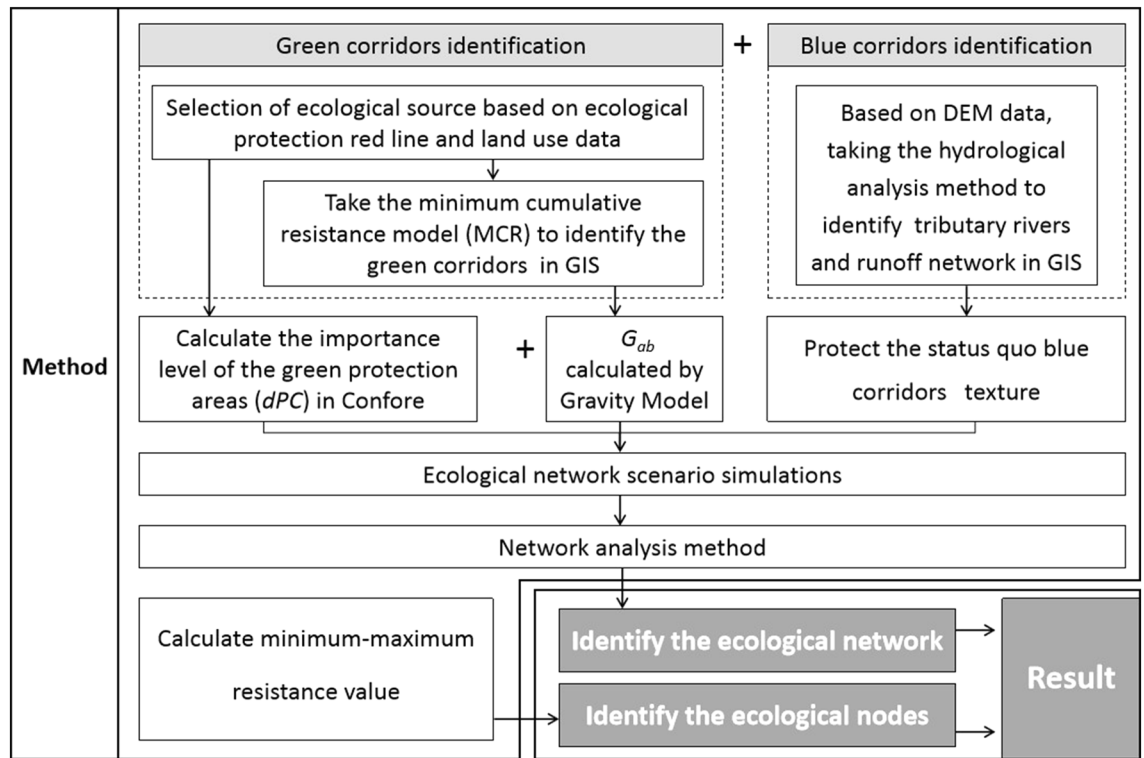 Green corridors identification
+
Blue corridors identification
Selection of ecological source based on ecological
protection red line and land use data
Take the minimum cumulative
resistance model (MCR) to identify the
green corridors in GIS
Based on DEM data,
taking the hydrological
analysis method to
identify tributary rivers
and runoff network in GIS
Method
Calculate the importance
level of the green protection
areas (dPC) in Confore
+
Gab
calculated by
Gravity Model
Protect the status quo blue
corridors texture
Ecological network scenario simulations
Network analysis method
Calculate minimum-maximum
resistance value
Identify the ecological network
Identify the ecological nodes
Result